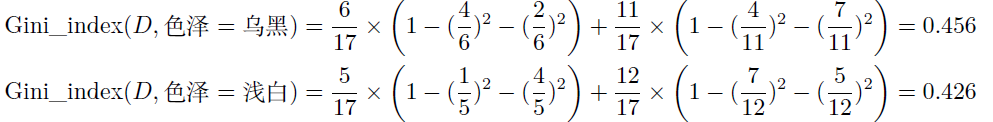 Gini_index(D,色泽 = 乌黑) = 6/17 × (1 − (4/6)² − (2/6)²) + 11/17 × (1 − (4/11)² − (7/11)²) = 0.456
Gini_index(D,色泽 = 浅白) = 5/17 × (1 − (1/5)² − (4/5)²) + 12/17 × (1 − (7/12)² − (5/12)²) = 0.426